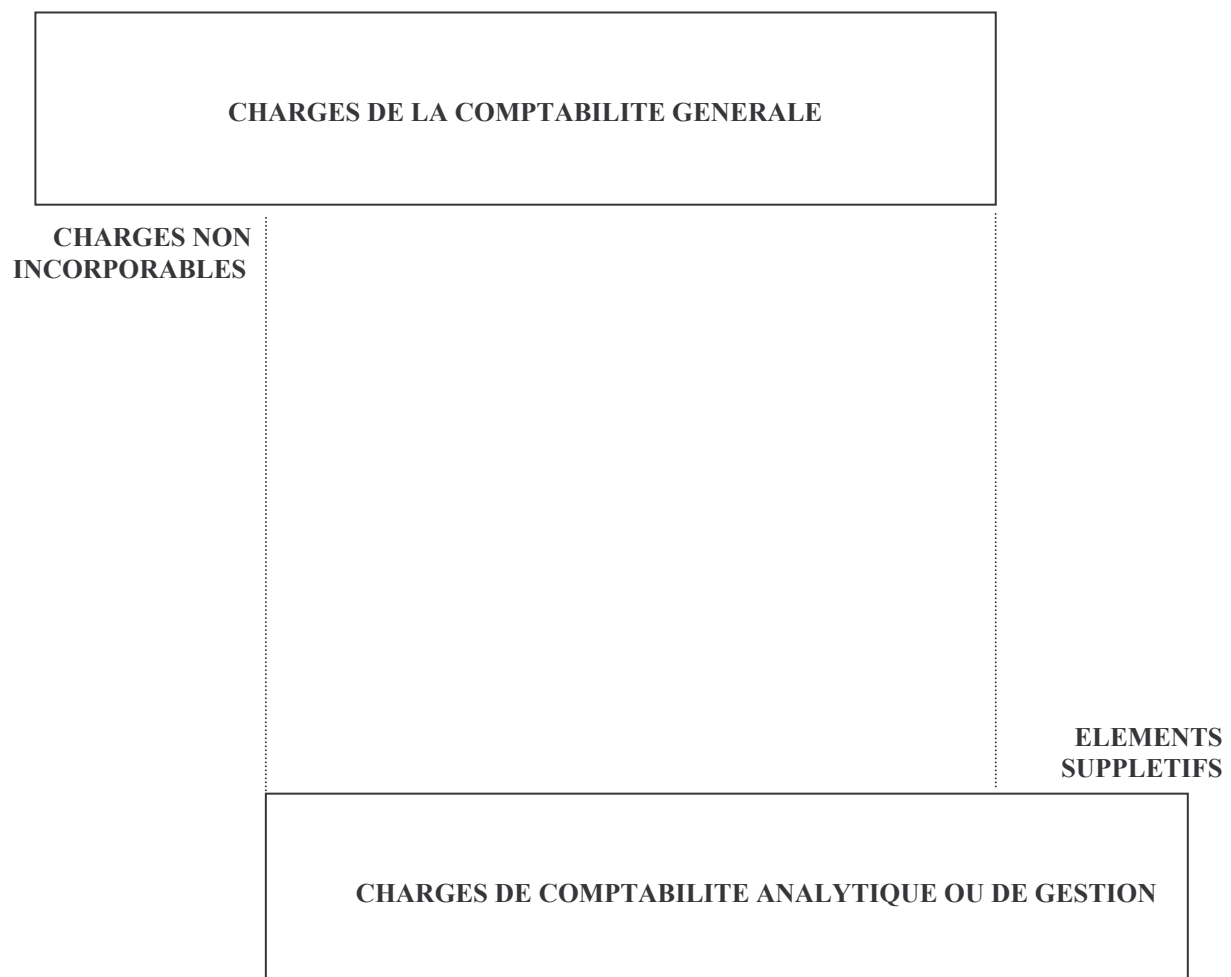 CHARGES DE LA COMPTABILITE GENERALE
CHARGES NON
INCORPORABLES
ELEMENTS
SUPPLETIFS
CHARGES DE COMPTABILITE ANALYTIQUE OU DE GESTION